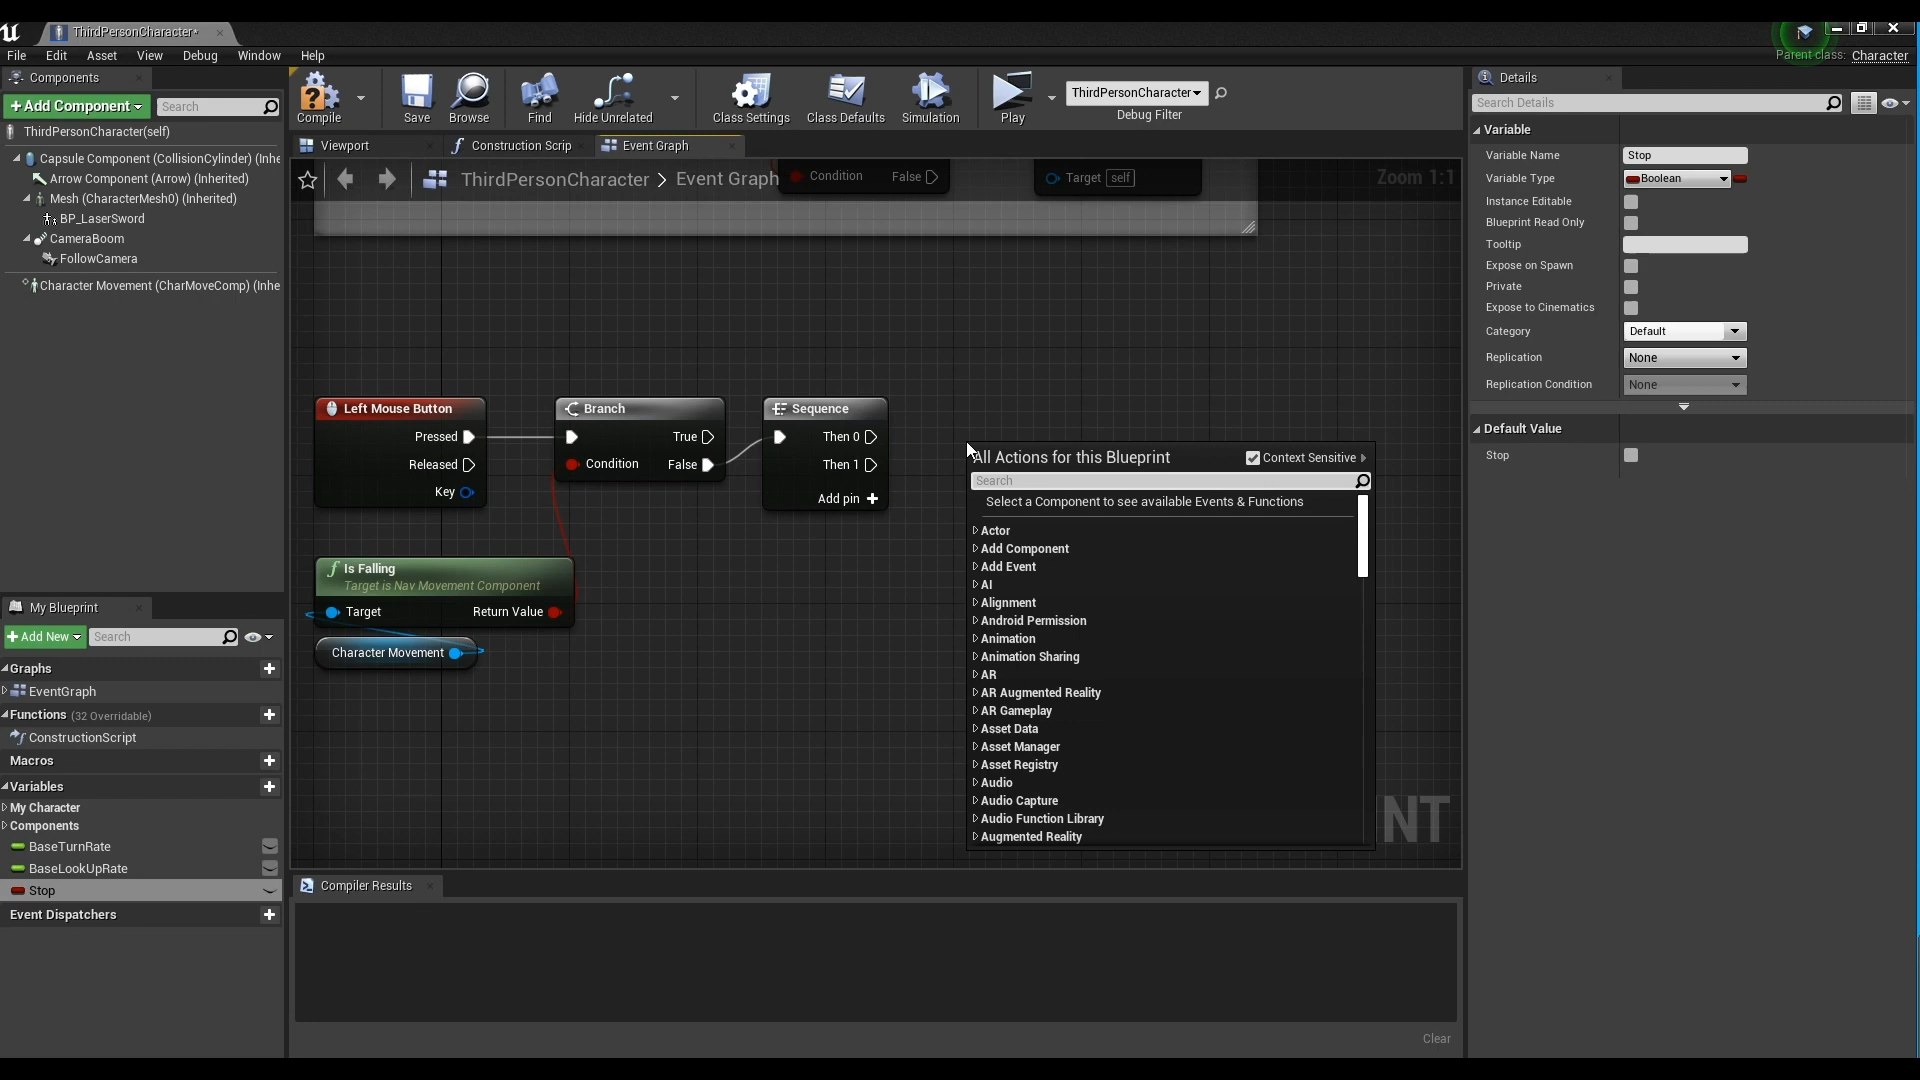 ThirdPersonCharacter*
File Edit Asset View Debug Window Help
Parent class: Character
Components
+Add Component
Search
ThirdPersonCharacter(self)
Capsule Component (CollisionCylinder) (Inhe
Arrow Component (Arrow) (Inherited)
Mesh (CharacterMesh0) (Inherited)
BP_LaserSword
CameraBoom
FollowCamera
Character Movement (CharMoveComp) (Inhe
My Blueprint
+Add New
Search
Graphs
EventGraph
Functions (32 Overridable)
ConstructionScript
Macros
Variables
My Character
Components
BaseTurnRate
BaseLookUpRate
Stop
Event Dispatchers
Compile
Save
Browse
Find
Hide Unrelated
Class Settings
Class Defaults
Simulation
Play
ThirdPersonCharacter
Debug Filter
Viewport
Construction Scrip
Event Graph
ThirdPersonCharacter > Event Graph
Condition False
Target self
Zoom 1:1
Left Mouse Button
Pressed
Released
Key
Branch
True
Condition False
Sequence
Then 0
Then 1
Add pin +
Is Falling
Target is Nav Movement Component
Target Return Value
Character Movement
All Actions for this Blueprint
Context Sensitive
Search
Select a Component to see available Events & Functions
Actor
Add Component
Add Event
AI
Alignment
Android Permission
Animation
Animation Sharing
AR
AR Augmented Reality
AR Gameplay
Asset Data
Asset Manager
Asset Registry
Audio
Audio Capture
Audio Function Library
Augmented Reality
NT
Compiler Results
Clear
Details
Search Details
Variable
Variable Name Stop
Variable Type Boolean
Instance Editable
Blueprint Read Only
Tooltip
Expose on Spawn
Private
Expose to Cinematics
Category Default
Replication None
Replication Condition None
Default Value
Stop